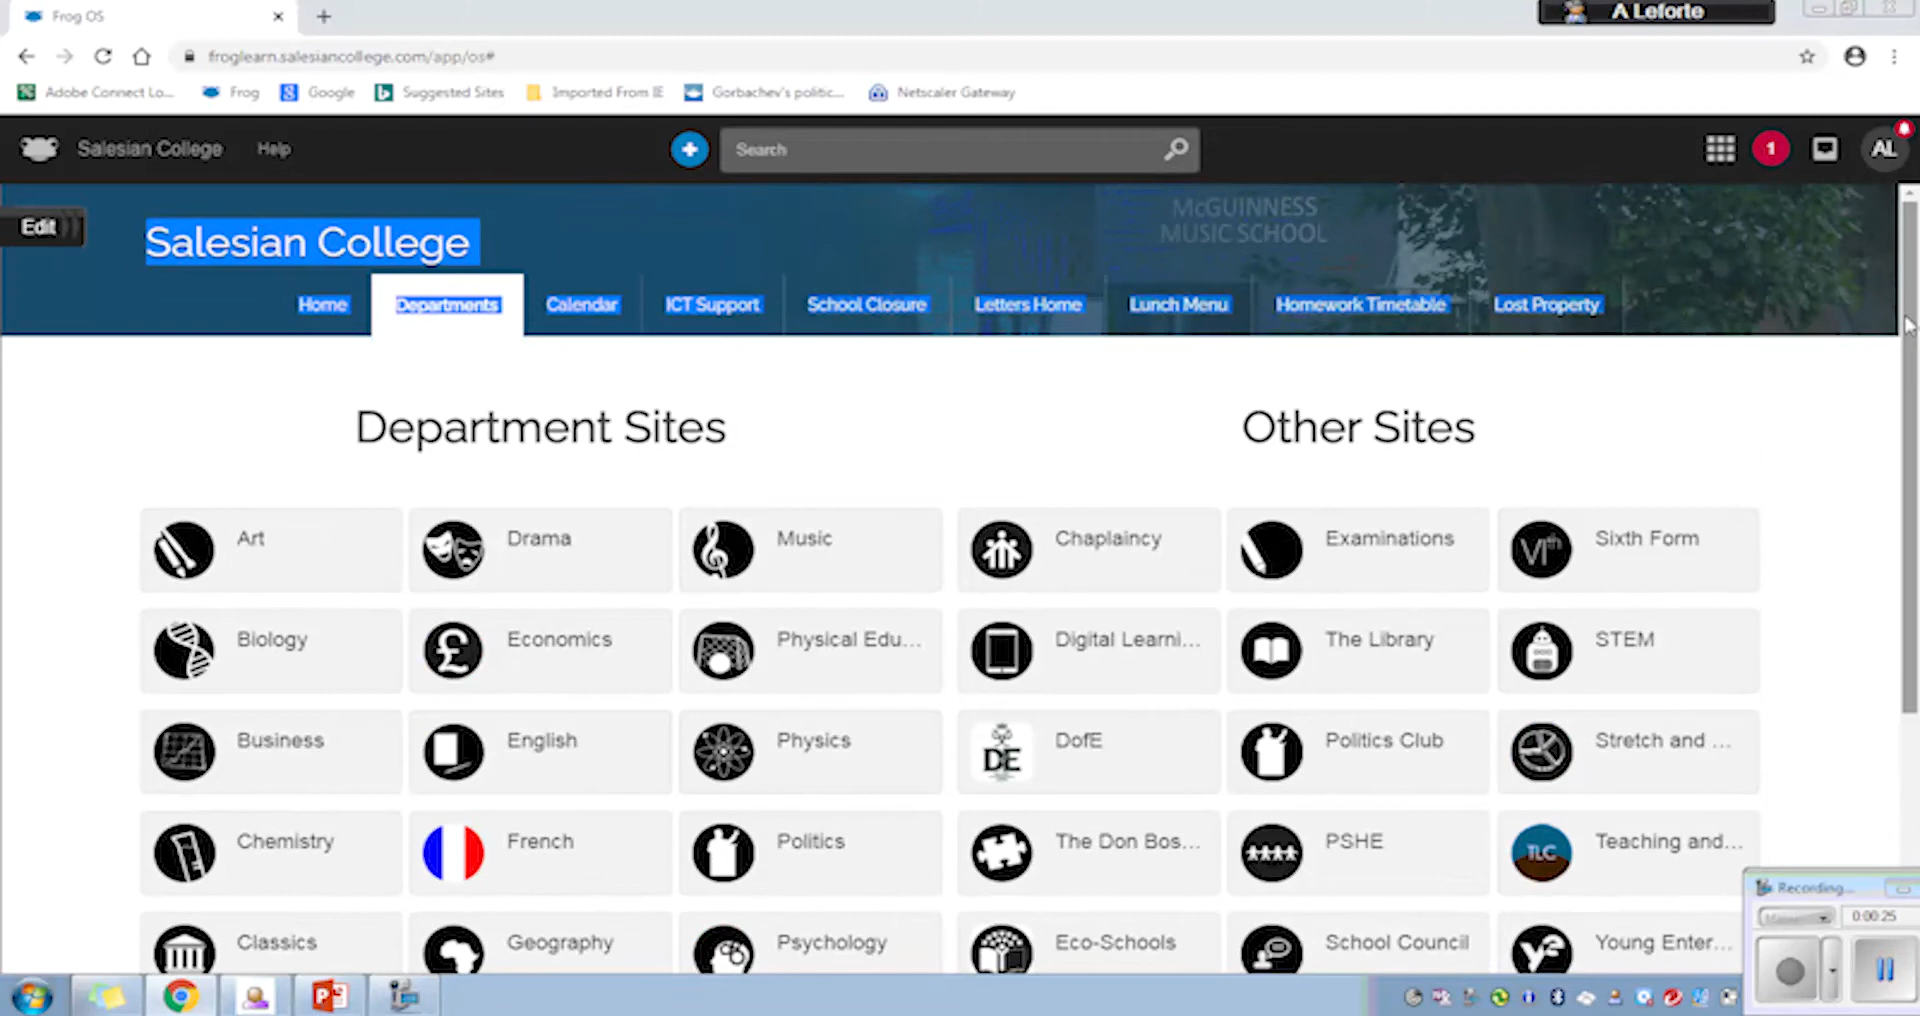 Frog OS
A Leforte
froglearn.salesiancollege.com/app/os#
Adobe Connect Lo... Frog Google Suggested Sites Imported From IE Gorbachev's politic... Netscaler Gateway
Salesian College Help Search 1 AL
McGUINNESS
MUSIC SCHOOL
Edit
Salesian College
Home Departments Calendar ICT Support School Closure Letters Home Lunch Menu Homework Timetable Lost Property
Department Sites Other Sites
Art Drama Music Chaplaincy Examinations VIth Sixth Form
Biology Economics Physical Edu... Digital Learni... The Library STEM
Business English Physics DE DofE Politics Club Stretch and ...
Chemistry French Politics The Don Bos... PSHE TLC Teaching and...
Recording...
0:00:25
Classics Geography Psychology Eco-Schools School Council Young Enter...